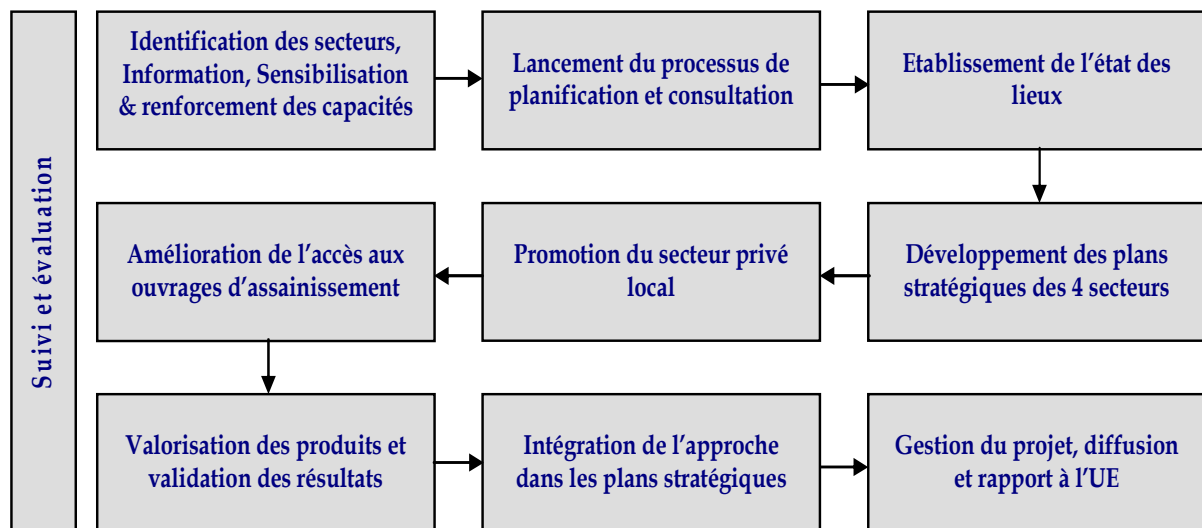 Suivi et évaluation
Identification des secteurs,
Information, Sensibilisation
& renforcement des capacités
Lancement du processus de
planification et consultation
Etablissement de l’état des
lieux
Amélioration de l’accès aux
ouvrages d’assainissement
Promotion du secteur privé
local
Développement des plans
stratégiques des 4 secteurs
Valorisation des produits et
validation des résultats
Intégration de l’approche
dans les plans stratégiques
Gestion du projet, diffusion
et rapport à l’UE